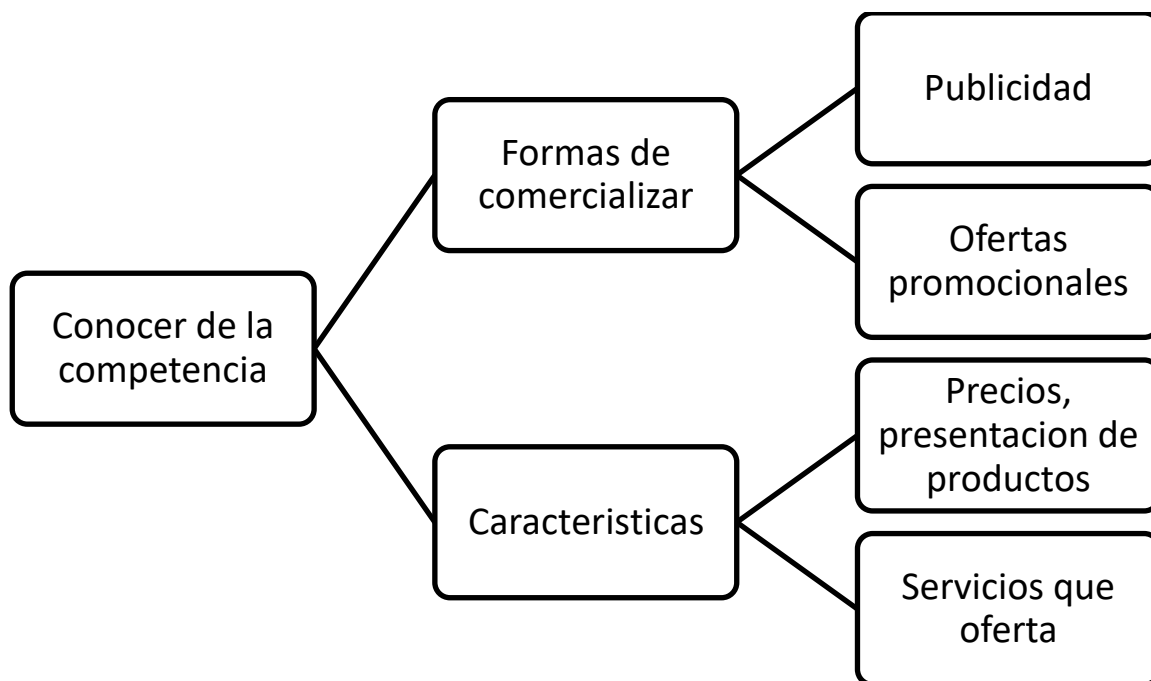 Conocer de la
competencia
Formas de
comercializar
Publicidad
Ofertas
promocionales
Caracteristicas
Precios,
presentacion de
productos
Servicios que
oferta